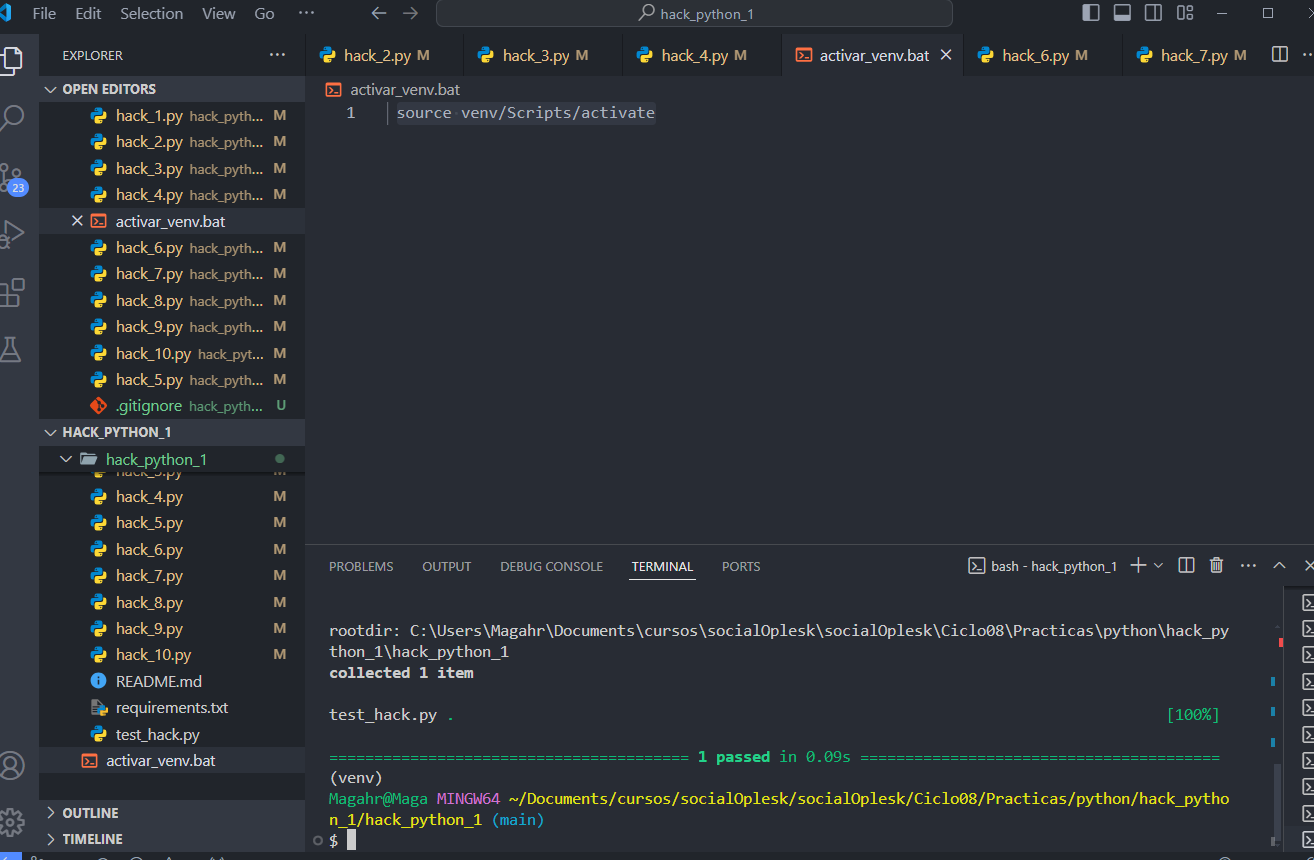 File Edit Selection View Go ··· hack_python_1
EXPLORER ···
OPEN EDITORS
hack_1.py hack_pyth... M
hack_2.py hack_pyth... M
hack_3.py hack_pyth... M
hack_4.py hack_pyth... M
activar_venv.bat
hack_6.py hack_pyth... M
hack_7.py hack_pyth... M
hack_8.py hack_pyth... M
hack_9.py hack_pyth... M
hack_10.py hack_pyt... M
hack_5.py hack_pyth... M
.gitignore hack_pyth... U
23
HACK_PYTHON_1
hack_python_1
hack_4.py M
hack_5.py M
hack_6.py M
hack_7.py M
hack_8.py M
hack_9.py M
hack_10.py M
README.md
requirements.txt
test_hack.py
activar_venv.bat
OUTLINE
TIMELINE
hack_2.py M hack_3.py M hack_4.py M activar_venv.bat hack_6.py M hack_7.py M
activar_venv.bat
1 source venv/Scripts/activate
PROBLEMS OUTPUT DEBUG CONSOLE TERMINAL PORTS bash - hack_python_1
rootdir: C:\Users\Magahr\Documents\cursos\socialOplesk\socialOplesk\Ciclo08\Practicas\python\hack_py
thon_1\hack_python_1
collected 1 item
test_hack.py . [100%]
======================================== 1 passed in 0.09s ========================================
(venv)
Magahr@Maga MINGW64 ~/Documents/cursos/socialOplesk/socialOplesk/Ciclo08/Practicas/python/hack_pytho
n_1/hack_python_1 (main)
$